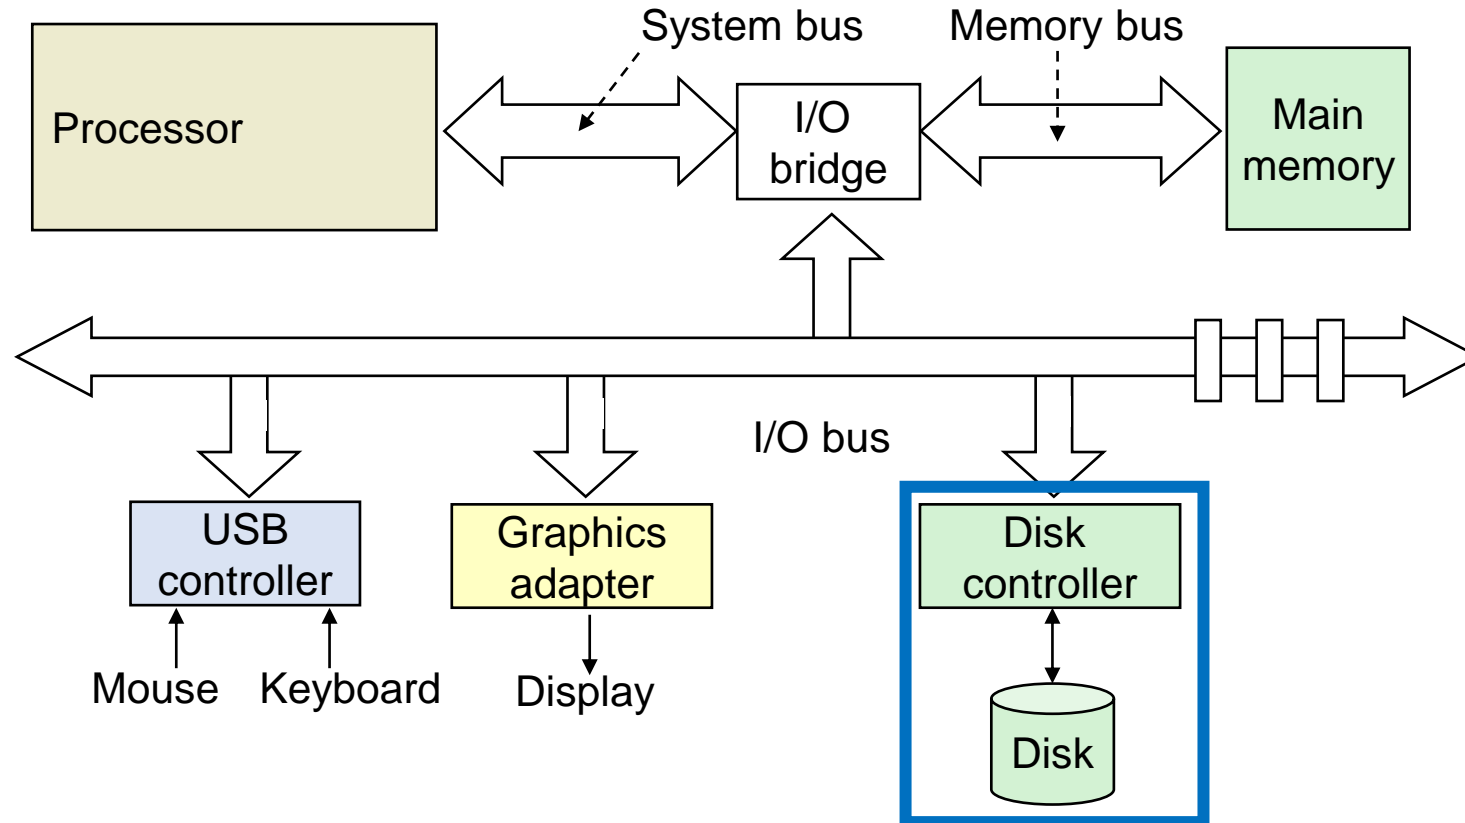 System bus
Memory bus
Processor
I/O
bridge
Main
memory
I/O bus
USB
controller
Graphics
adapter
Disk
controller
Mouse
Keyboard
Display
Disk